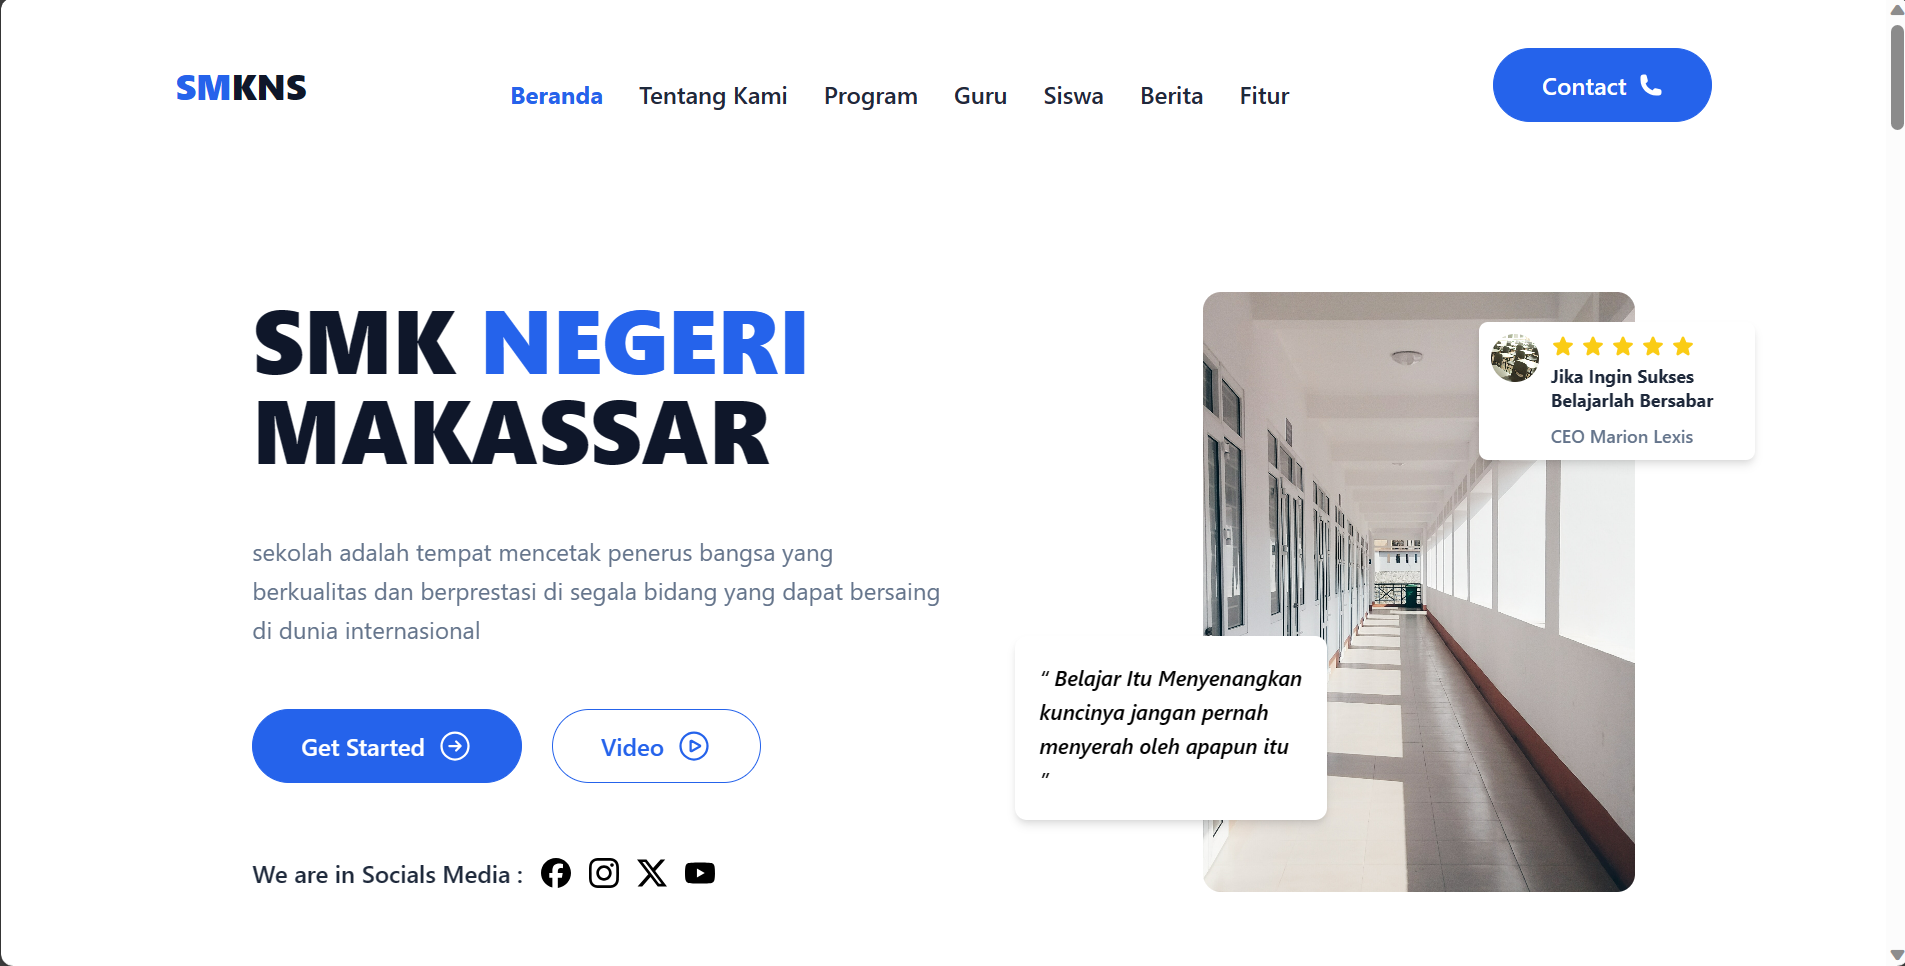 SMKNS
Beranda
Tentang Kami
Program
Guru
Siswa
Berita
Fitur
Contact
SMK NEGERI
MAKASSAR
sekolah adalah tempat mencetak penerus bangsa yang
berkualitas dan berprestasi di segala bidang yang dapat bersaing
di dunia internasional
Get Started
Video
We are in Socials Media :
Jika Ingin Sukses
Belajarlah Bersabar
CEO Marion Lexis
“ Belajar Itu Menyenangkan
kuncinya jangan pernah
menyerah oleh apapun itu
”